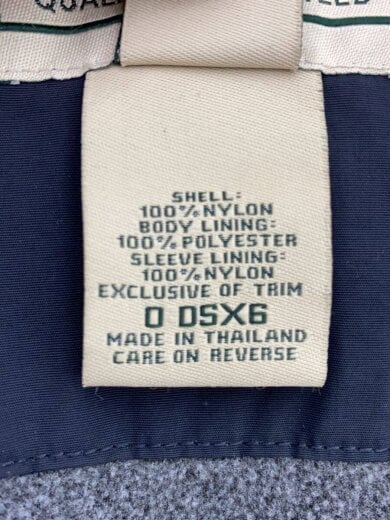 SHELL:
100% NYLON
BODY LINING:
100% POLYESTER
SLEEVE LINING:
100% NYLON
EXCLUSIVE OF TRIM
0 DSX6
MADE IN THAILAND
CARE ON REVERSE